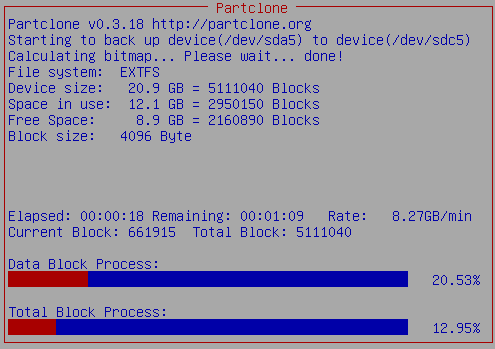 Partclone
Partclone v0.3.18 http://partclone.org
Starting to back up device(/dev/sda5) to device(/dev/sdc5)
Calculating bitmap... Please wait... done!
File system:  EXTFS
Device size:   20.9 GB = 5111040 Blocks
Space in use:  12.1 GB = 2950150 Blocks
Free Space:     8.9 GB = 2160890 Blocks
Block size:   4096 Byte
Elapsed: 00:00:18 Remaining: 00:01:09   Rate:   8.27GB/min
Current Block: 661915  Total Block: 5111040
Data Block Process:
20.53%
Total Block Process:
12.95%